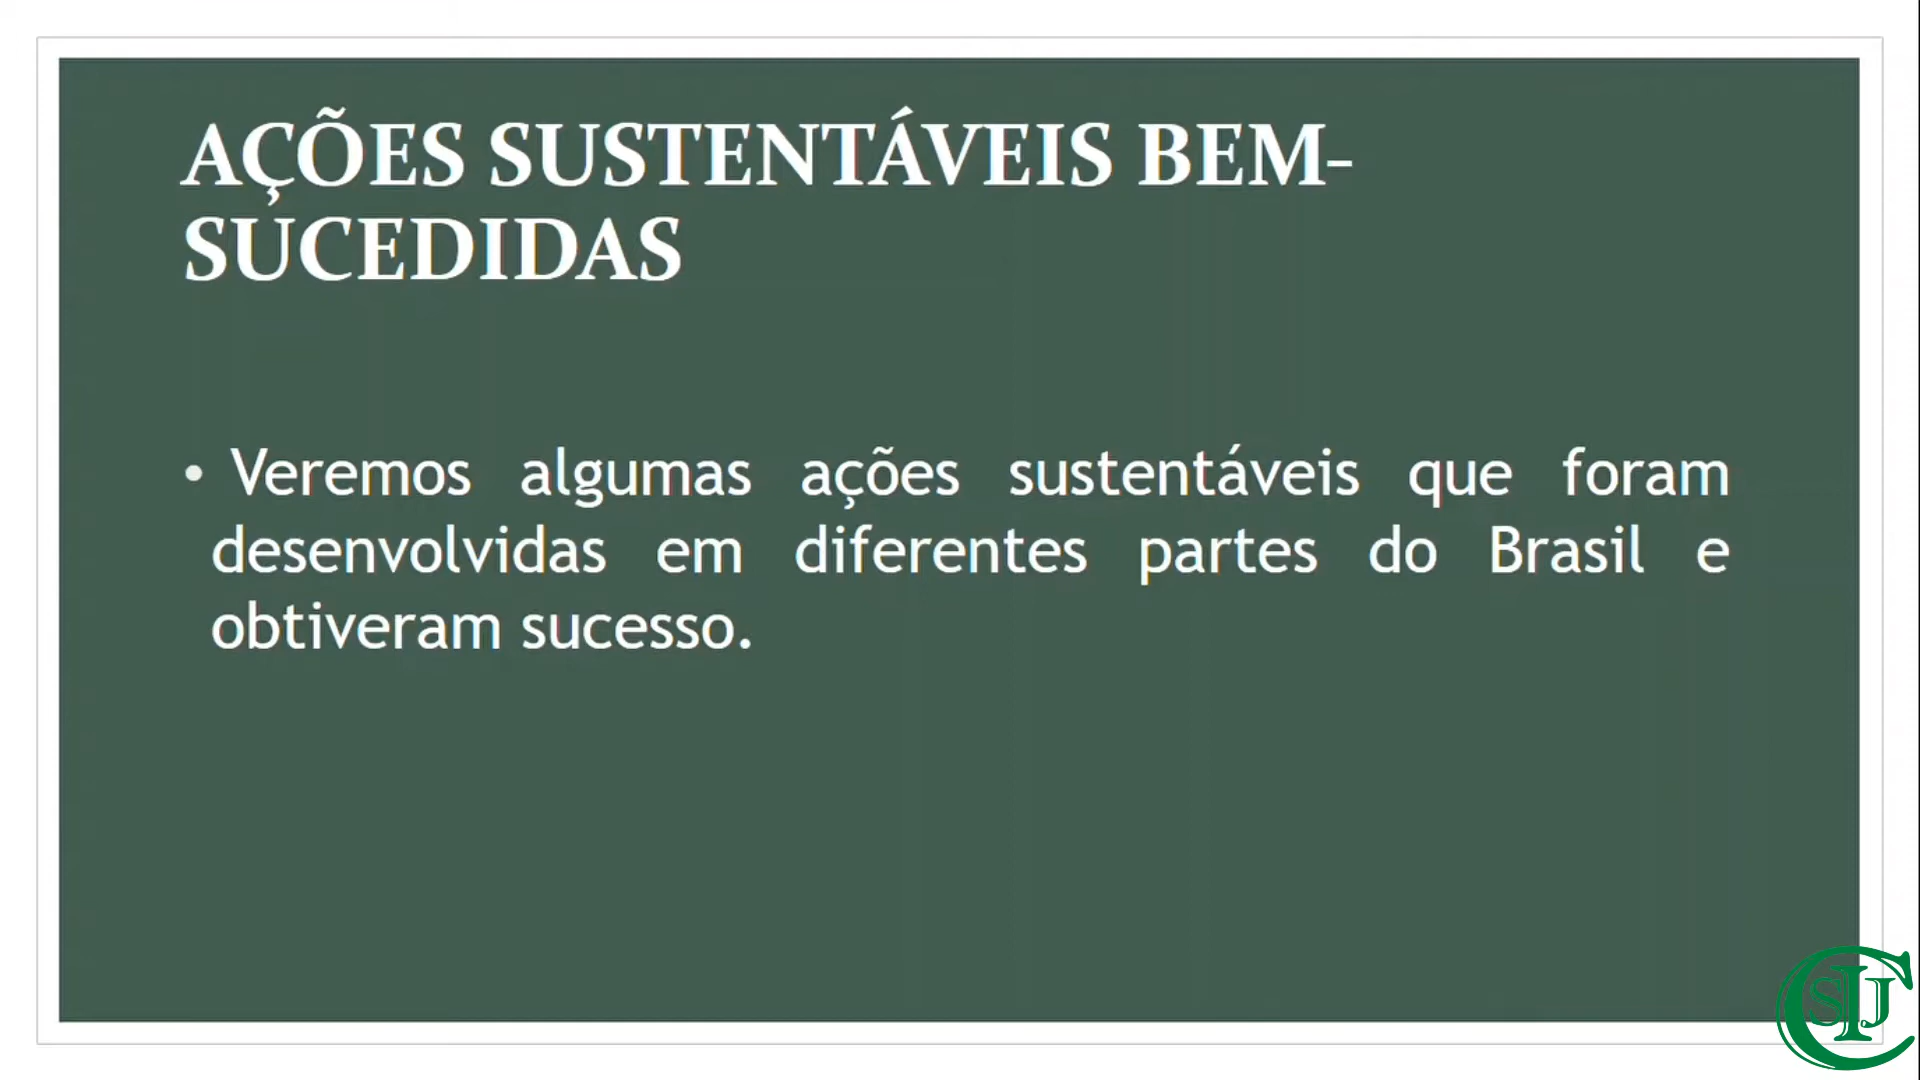 AÇÕES SUSTENTÁVEIS BEM-
SUCEDIDAS
• Veremos algumas ações sustentáveis que foram
desenvolvidas em diferentes partes do Brasil e
obtiveram sucesso.